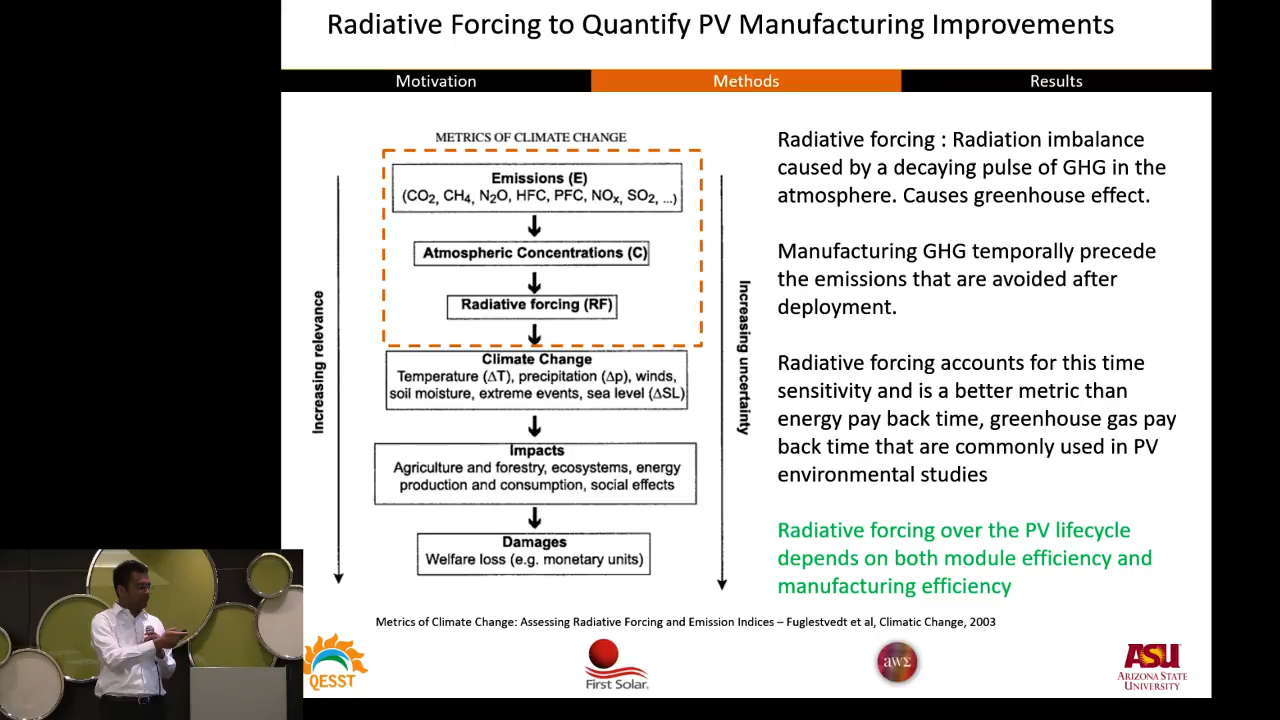 Radiative Forcing to Quantify PV Manufacturing Improvements
Motivation
Methods
Results
METRICS OF CLIMATE CHANGE
Emissions (E)
(CO2, CH4, N2O, HFC, PFC, NOx, SO2, ...)
Atmospheric Concentrations (C)
Radiative forcing (RF)
Climate Change
Temperature (ΔT), precipitation (Δp), winds,
soil moisture, extreme events, sea level (ΔSL)
Impacts
Agriculture and forestry, ecosystems, energy
production and consumption, social effects
Damages
Welfare loss (e.g. monetary units)
Increasing relevance
Increasing uncertainty
Radiative forcing : Radiation imbalance
caused by a decaying pulse of GHG in the
atmosphere. Causes greenhouse effect.
Manufacturing GHG temporally precede
the emissions that are avoided after
deployment.
Radiative forcing accounts for this time
sensitivity and is a better metric than
energy pay back time, greenhouse gas pay
back time that are commonly used in PV
environmental studies
Radiative forcing over the PV lifecycle
depends on both module efficiency and
manufacturing efficiency
Metrics of Climate Change: Assessing Radiative Forcing and Emission Indices – Fuglestvedt et al, Climatic Change, 2003
QESST
First Solar.
awΣ
ASU
ARIZONA STATE
UNIVERSITY